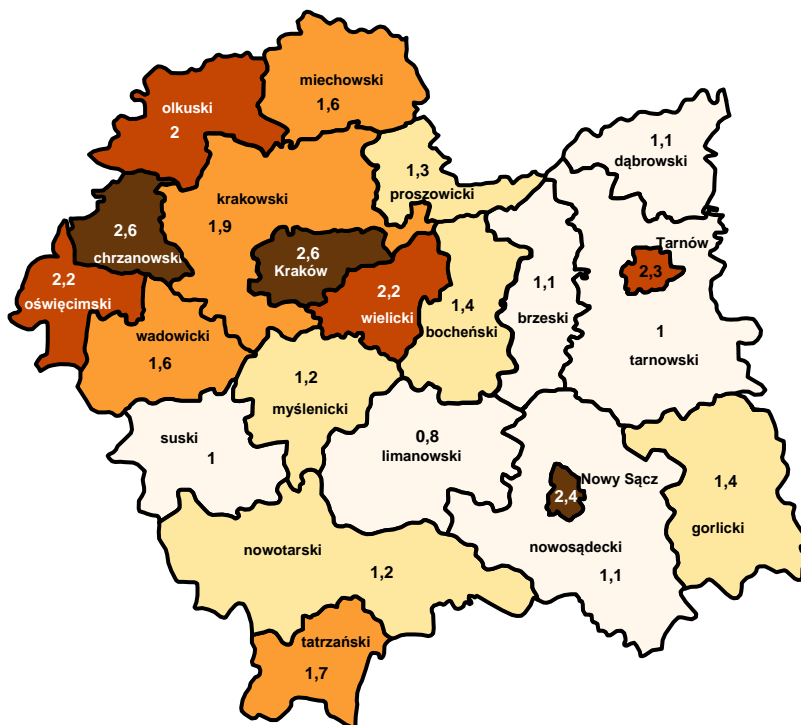 miechowski
1,6
olkuski
2
1,1
dąbrowski
1,3
proszowicki
krakowski
1,9
2,6
chrzanowski
2,6
Kraków
Tarnów
2,3
2,2
oświęcimski
2,2
wielicki
1,4
bocheński
1,1
brzeski
1
tarnowski
wadowicki
1,6
1,2
myślenicki
suski
1
0,8
limanowski
Nowy Sącz
2,4
1,4
gorlicki
nowotarski
1,2
nowosądecki
1,1
tatrzański
1,7